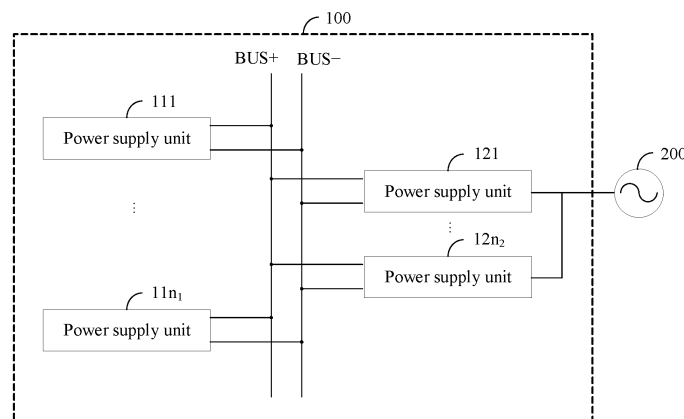 100
BUS+ BUS−
111
Power supply unit
121
200
Power supply unit
⋮
⋮
12n₂
Power supply unit
11n₁
Power supply unit